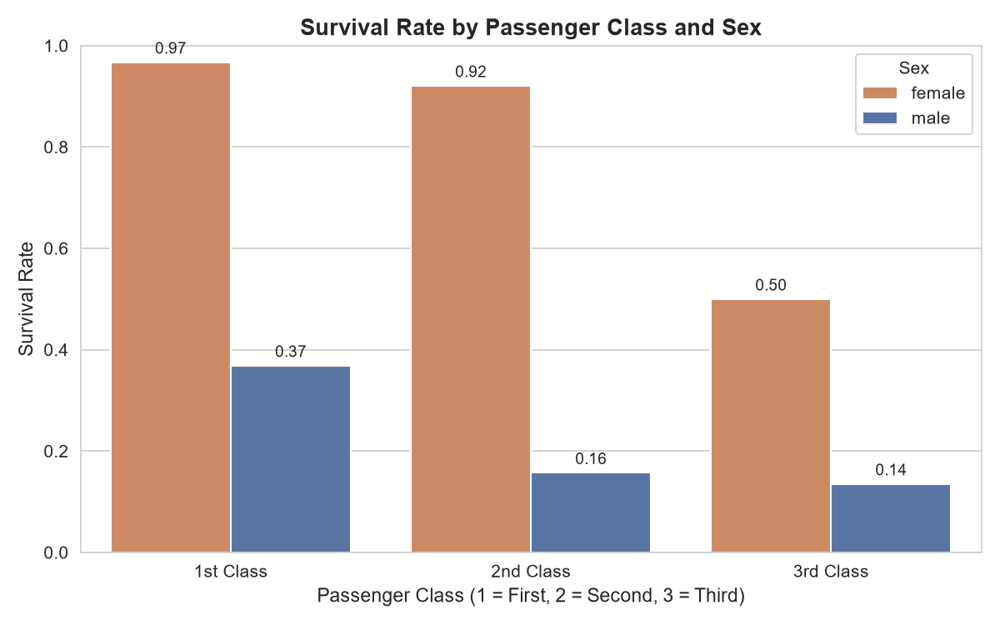 Survival Rate by Passenger Class and Sex
1.0
0.8
0.6
0.4
0.2
0.0
Survival Rate
0.97
0.37
0.92
0.16
0.50
0.14
Sex
female
male
1st Class
2nd Class
3rd Class
Passenger Class (1 = First, 2 = Second, 3 = Third)